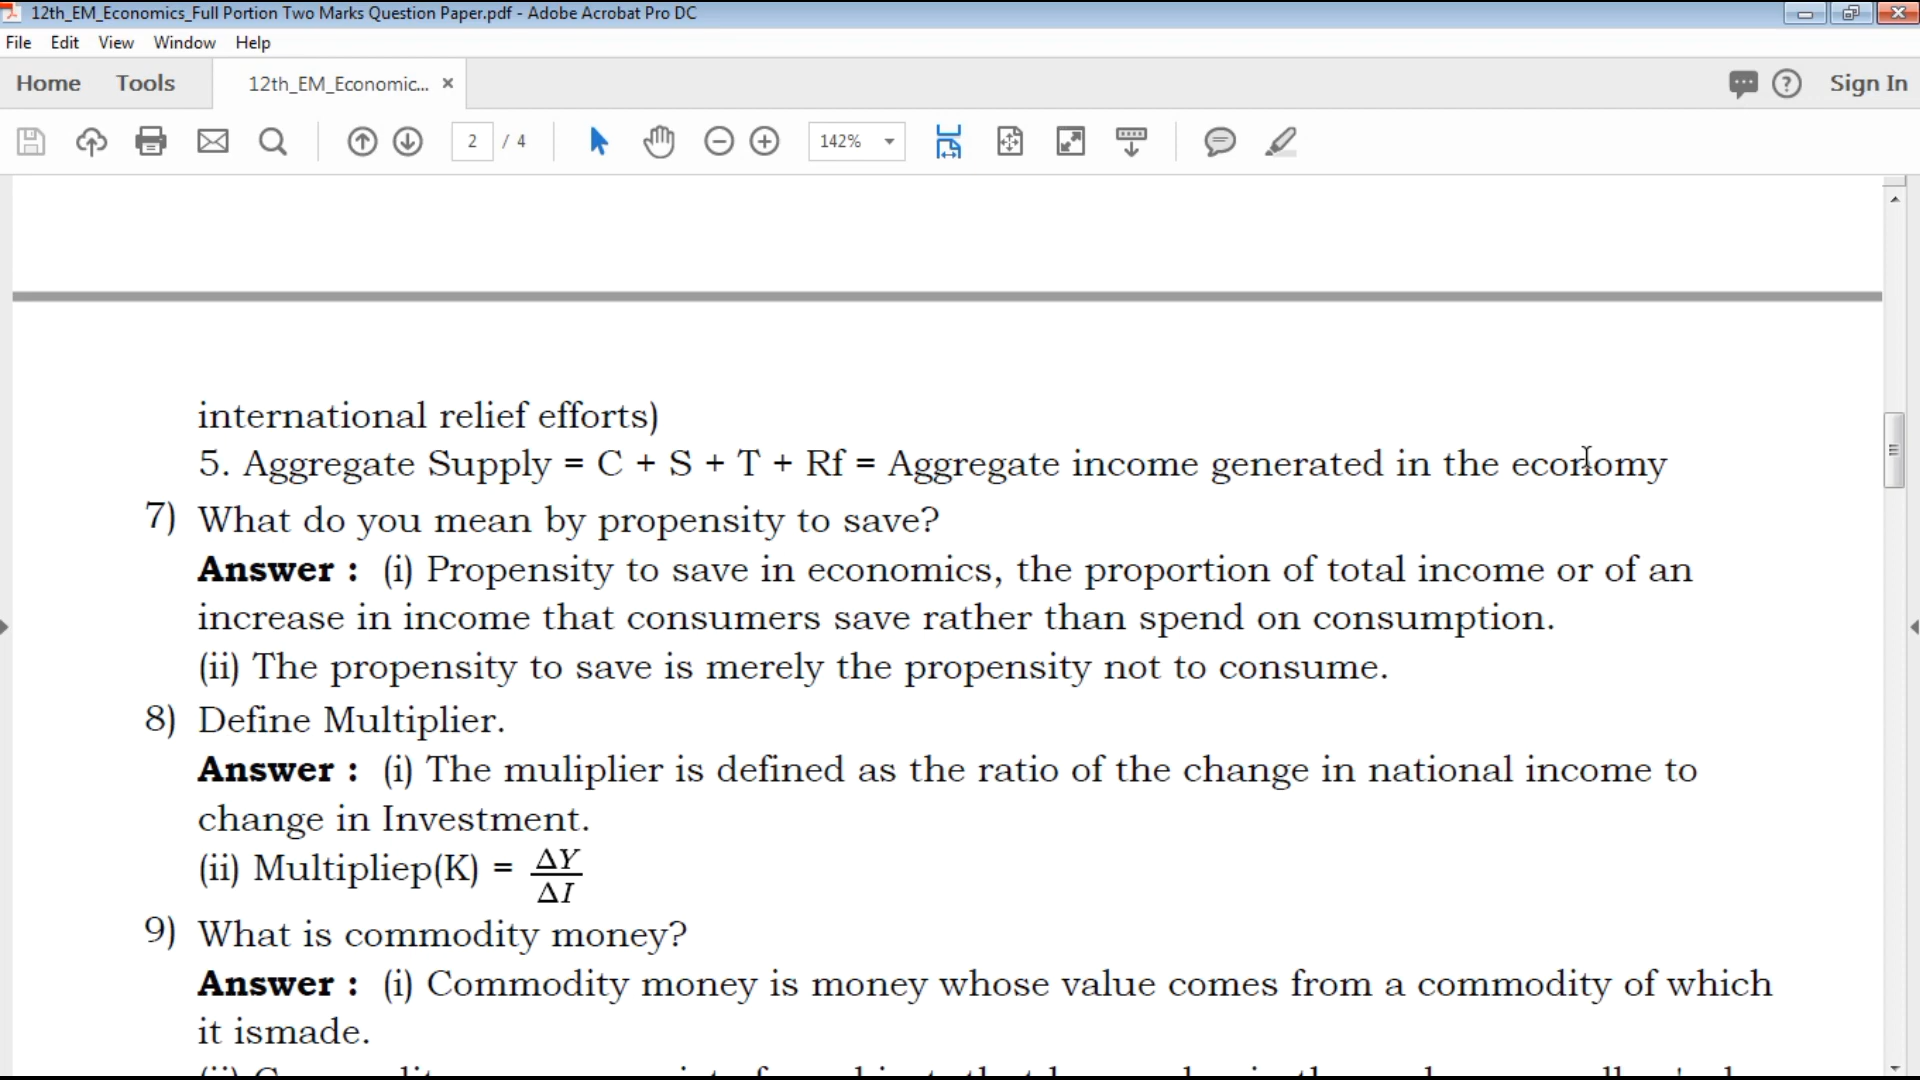 12th_EM_Economics_Full Portion Two Marks Question Paper.pdf - Adobe Acrobat Pro DC
File Edit View Window Help
Home Tools 12th_EM_Economic... × Sign In
2 / 4 142%
international relief efforts)
5. Aggregate Supply = C + S + T + Rf = Aggregate income generated in the economy
7) What do you mean by propensity to save?
Answer : (i) Propensity to save in economics, the proportion of total income or of an
increase in income that consumers save rather than spend on consumption.
(ii) The propensity to save is merely the propensity not to consume.
8) Define Multiplier.
Answer : (i) The muliplier is defined as the ratio of the change in national income to
change in Investment.
(ii) Multipliep(K) = ΔY / ΔI
9) What is commodity money?
Answer : (i) Commodity money is money whose value comes from a commodity of which
it ismade.